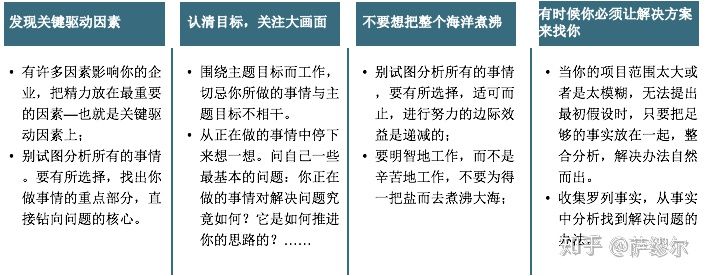 发现关键驱动因素
• 有许多因素影响你的企
业，把精力放在最重要
的因素—也就是关键驱
动因素上；
• 别试图分析所有的事情
。要有所选择，找出你
做事情的重点部分，直
接钻向问题的核心。
认清目标，关注大画面
• 围绕主题目标而工作，
切忌你所做的事情与主
题目标不相干。
• 从正在做的事情中停下
来想一想。问自己一些
最基本的问题：你正在
做的事情对解决问题究
竟如何？它是如何推进
你的思路的？……
不要想把整个海洋煮沸
• 别试图分析所有的事情
，要有所选择，适可而
止，进行努力的边际效
益是递减的；
• 要明智地工作，而不是
辛苦地工作，不要为得
一把盐而去煮沸大海；
有时候你必须让解决方案
来找你
• 当你的项目范围太大或
者是太模糊，无法提出
最初假设时，只要把足
够的事实放在一起，整
合分析，解决办法自然
而出。
• 收集罗列事实，从事实
中分析找到解决问题的
办法。
知乎 @萨缪尔